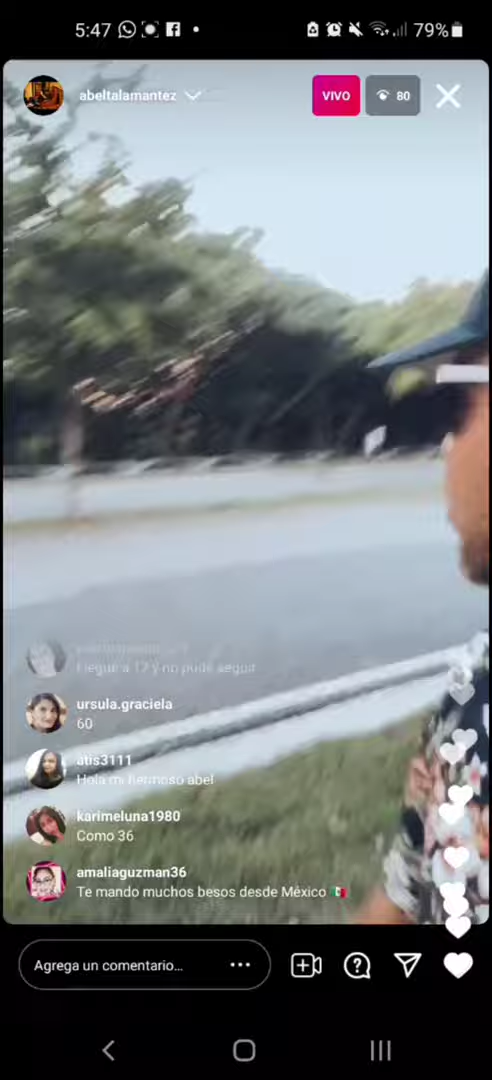 5:47
79%
abeltalamantez
VIVO
80
Llegue a 12 y no pude seguir
ursula.graciela
60
atis3111
Hola mi hermoso abel
karimeluna1980
Como 36
amaliaguzman36
Te mando muchos besos desde México 🇲🇽
Agrega un comentario...